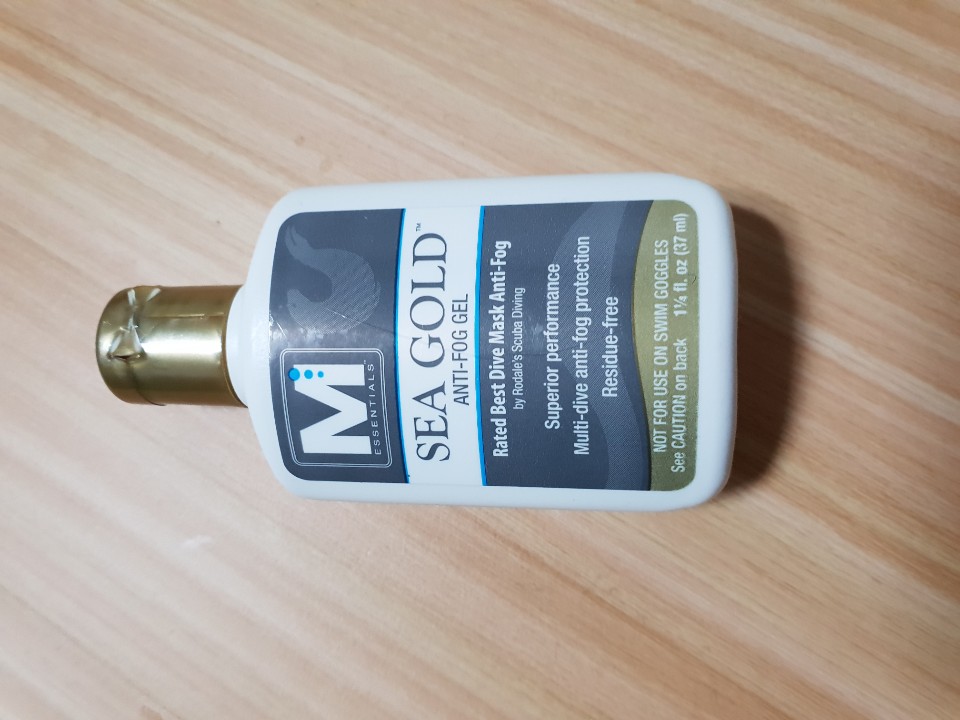 Mi
ESSENTIALS™
SEA GOLD™
ANTI-FOG GEL
Rated Best Dive Mask Anti-Fog
by Rodale's Scuba Diving
Superior performance
Multi-dive anti-fog protection
Residue-free
NOT FOR USE ON SWIM GOGGLES
See CAUTION on back 1¼ fl. oz (37 ml)